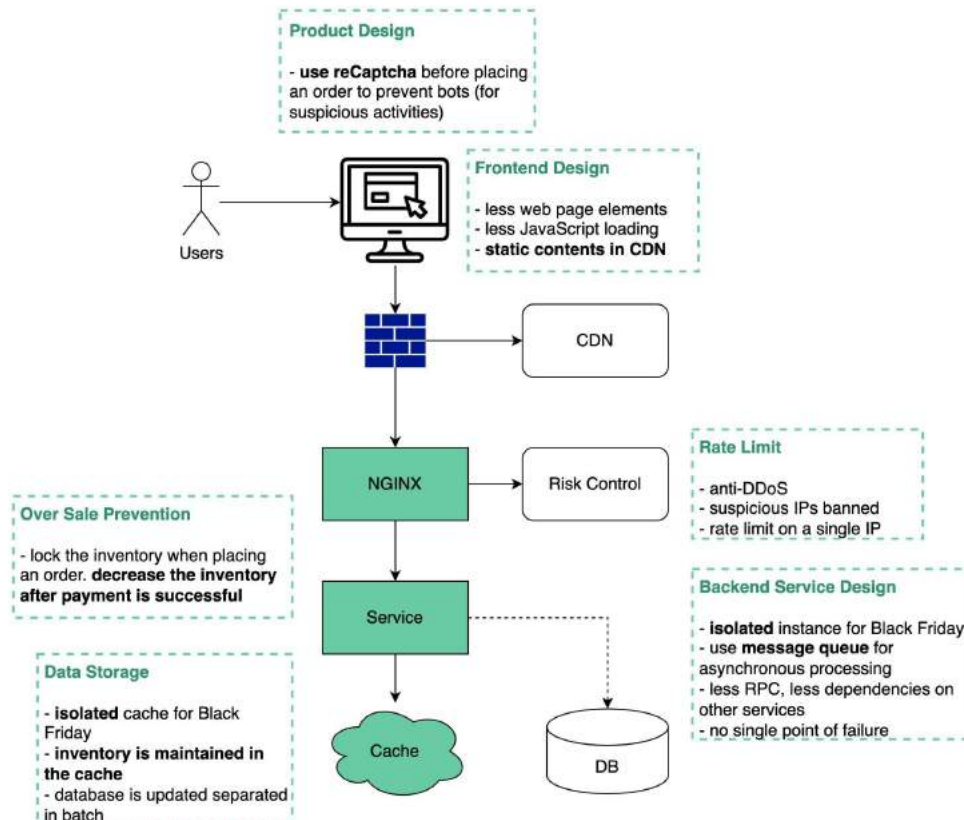 Product Design
- use reCaptcha before placing
an order to prevent bots (for
suspicious activities)
Frontend Design
- less web page elements
- less JavaScript loading
- static contents in CDN
Users
CDN
Rate Limit
- anti-DDoS
- suspicious IPs banned
- rate limit on a single IP
NGINX
Risk Control
Over Sale Prevention
- lock the inventory when placing
an order. decrease the inventory
after payment is successful
Service
Backend Service Design
- isolated instance for Black Friday
- use message queue for
asynchronous processing
- less RPC, less dependencies on
other services
- no single point of failure
Data Storage
- isolated cache for Black
Friday
- inventory is maintained in
the cache
- database is updated separated
in batch
Cache
DB